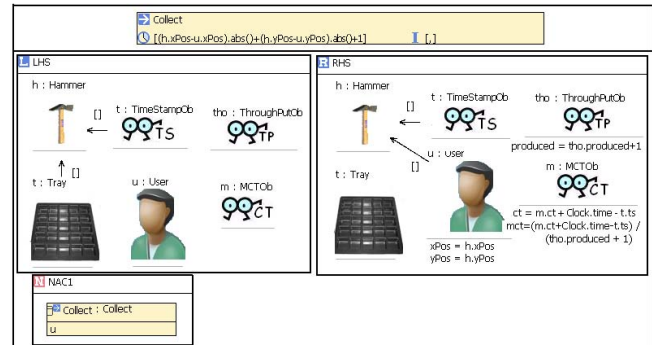 Collect
[(h.xPos-u.xPos).abs()+(h.yPos-u.yPos).abs()+1] I [,]
L LHS
h : Hammer
[]
t : TimeStampOb
TS
tho : ThroughPutOb
TP
[]
t : Tray
u : User
m : MCTOb
CT
R RHS
h : Hammer
[]
t : TimeStampOb
TS
tho : ThroughPutOb
TP
produced = tho.produced+1
t : Tray
[]
u : User
m : MCTOb
CT
ct = m.ct + Clock.time - t.ts
mct=(m.ct+Clock.time-t.ts) /
(tho.produced + 1)
xPos = h.xPos
yPos = h.yPos
N NAC1
Collect : Collect
u